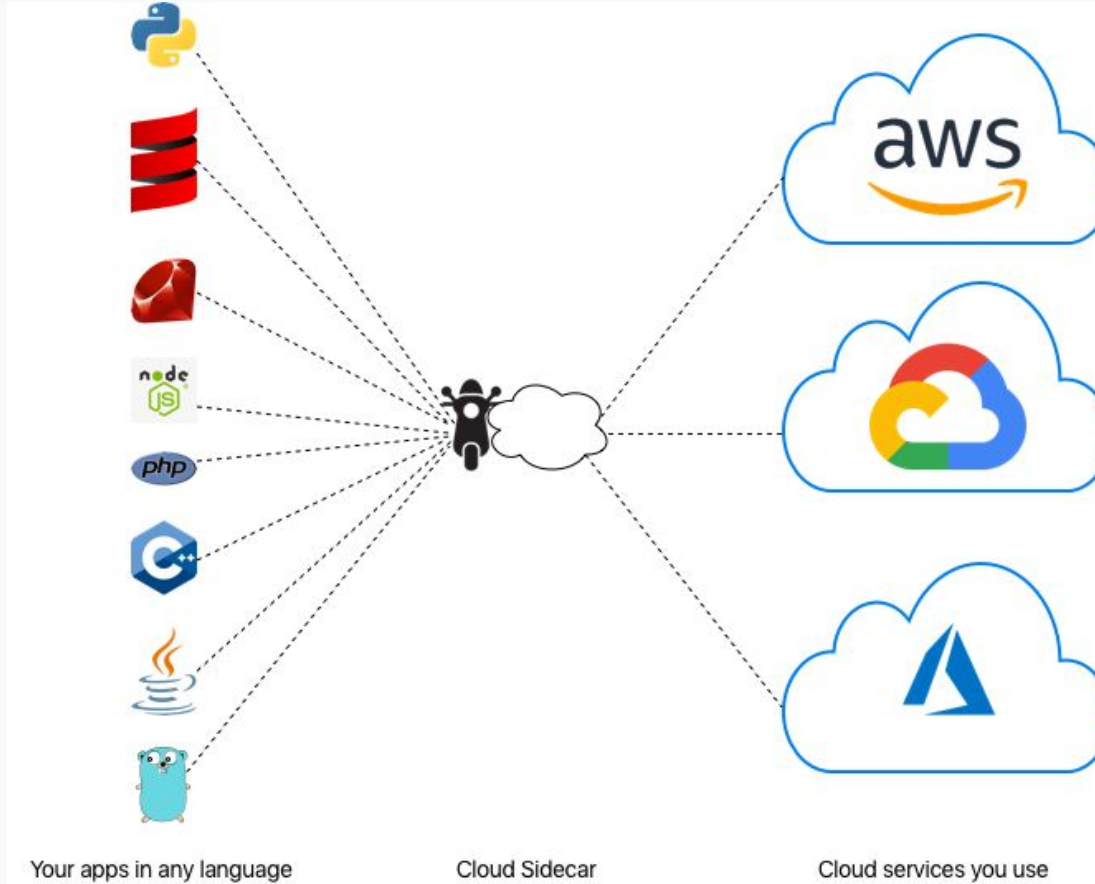 node
JS
php
C++
aws
Your apps in any language
Cloud Sidecar
Cloud services you use